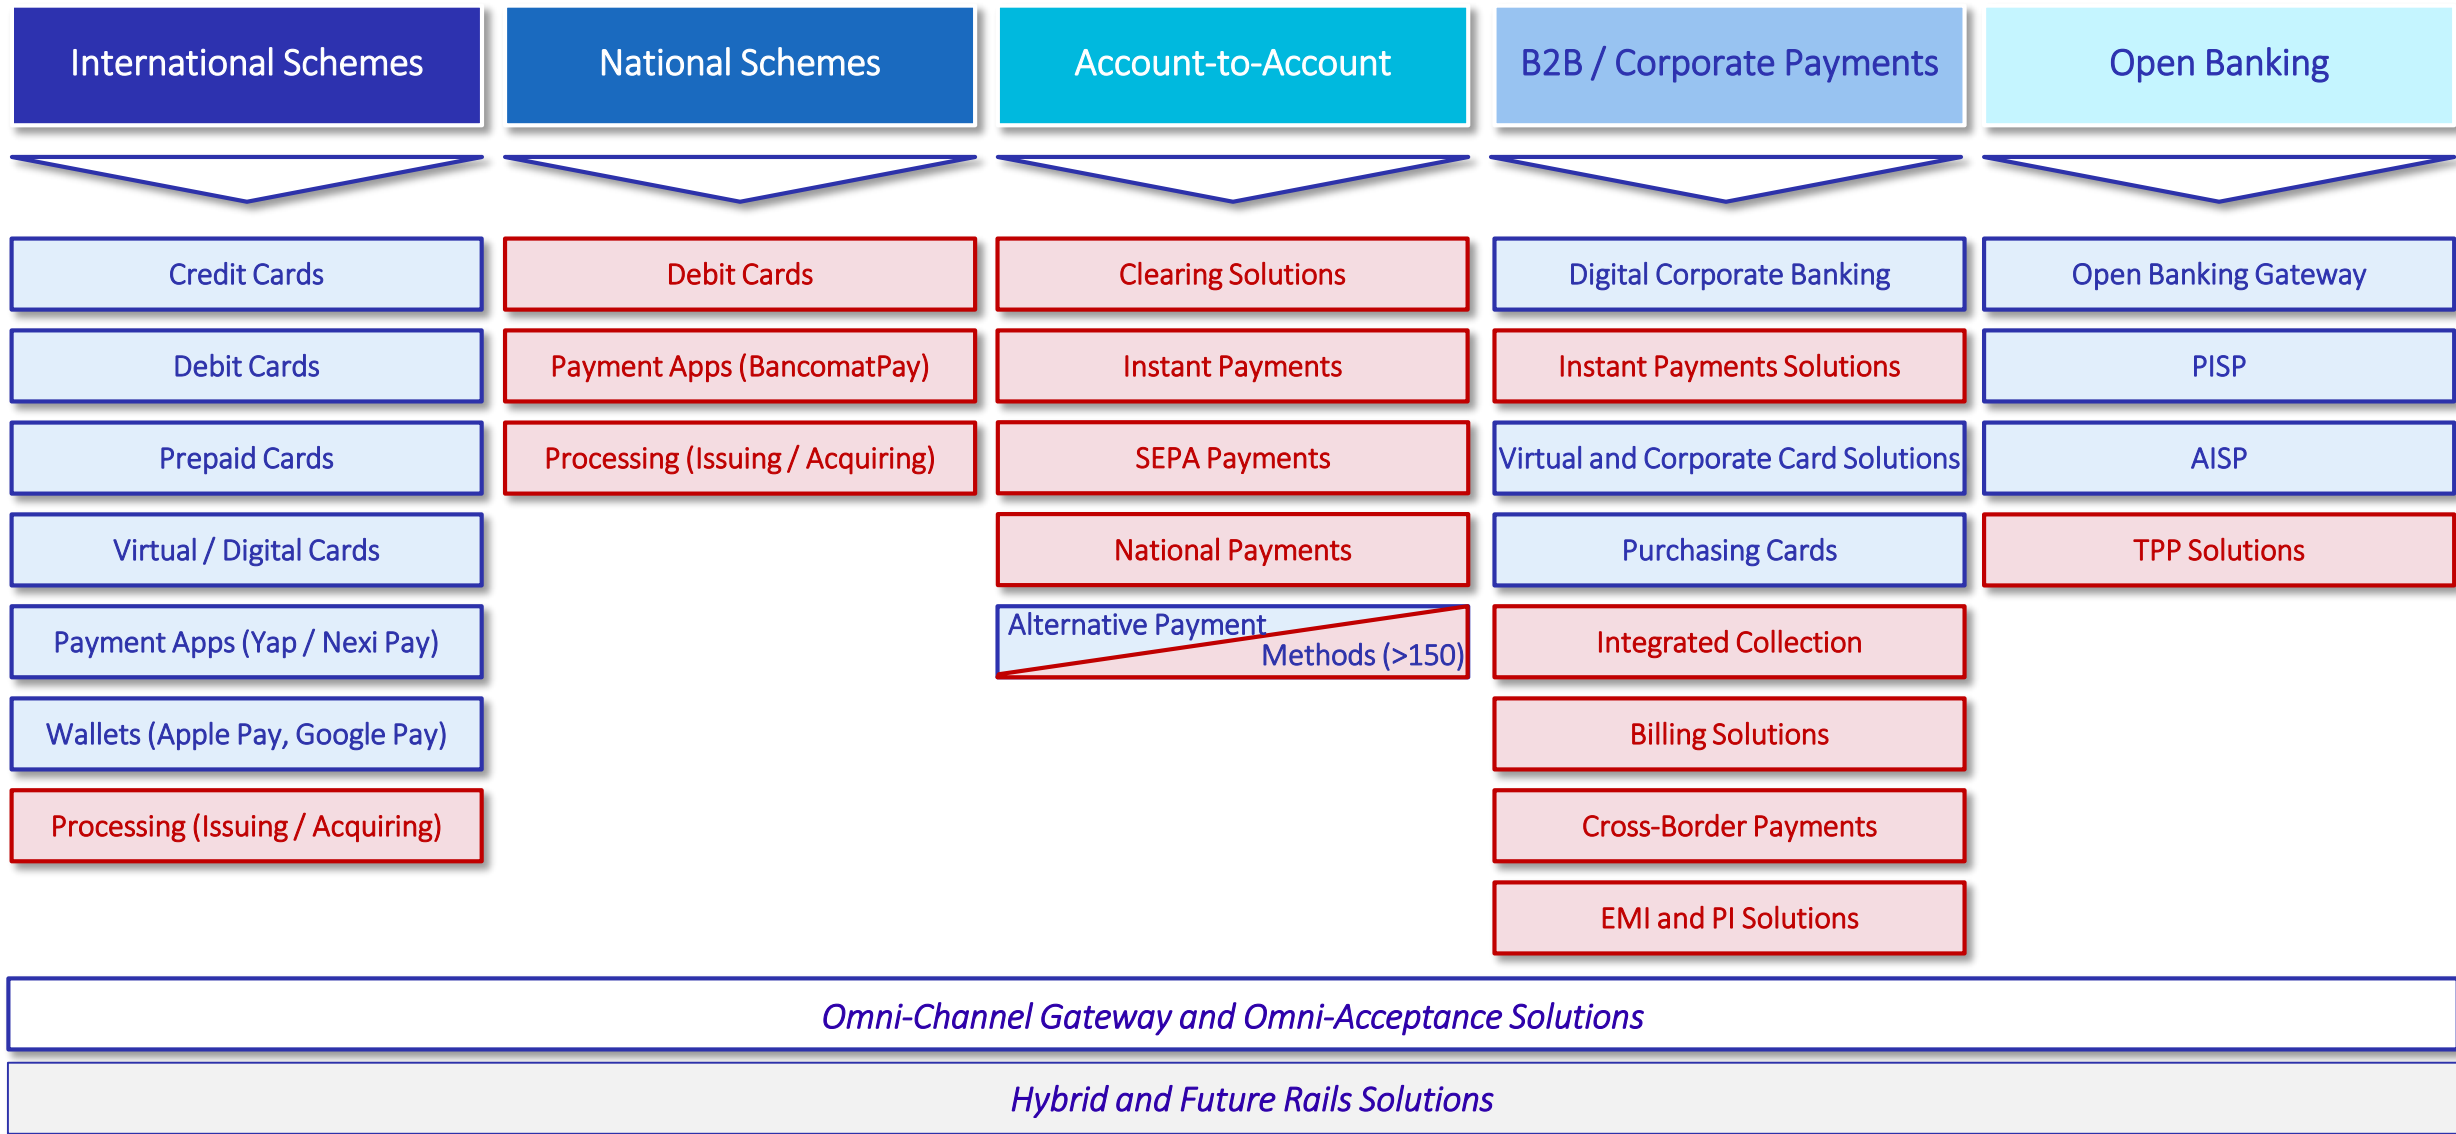 International Schemes
National Schemes
Account-to-Account
B2B / Corporate Payments
Open Banking
Credit Cards
Debit Cards
Prepaid Cards
Virtual / Digital Cards
Payment Apps (Yap / Nexi Pay)
Wallets (Apple Pay, Google Pay)
Processing (Issuing / Acquiring)
Debit Cards
Payment Apps (BancomatPay)
Processing (Issuing / Acquiring)
Clearing Solutions
Instant Payments
SEPA Payments
National Payments
Alternative Payment
Methods (>150)
Digital Corporate Banking
Instant Payments Solutions
Virtual and Corporate Card Solutions
Purchasing Cards
Integrated Collection
Billing Solutions
Cross-Border Payments
EMI and PI Solutions
Open Banking Gateway
PISP
AISP
TPP Solutions
Omni-Channel Gateway and Omni-Acceptance Solutions
Hybrid and Future Rails Solutions